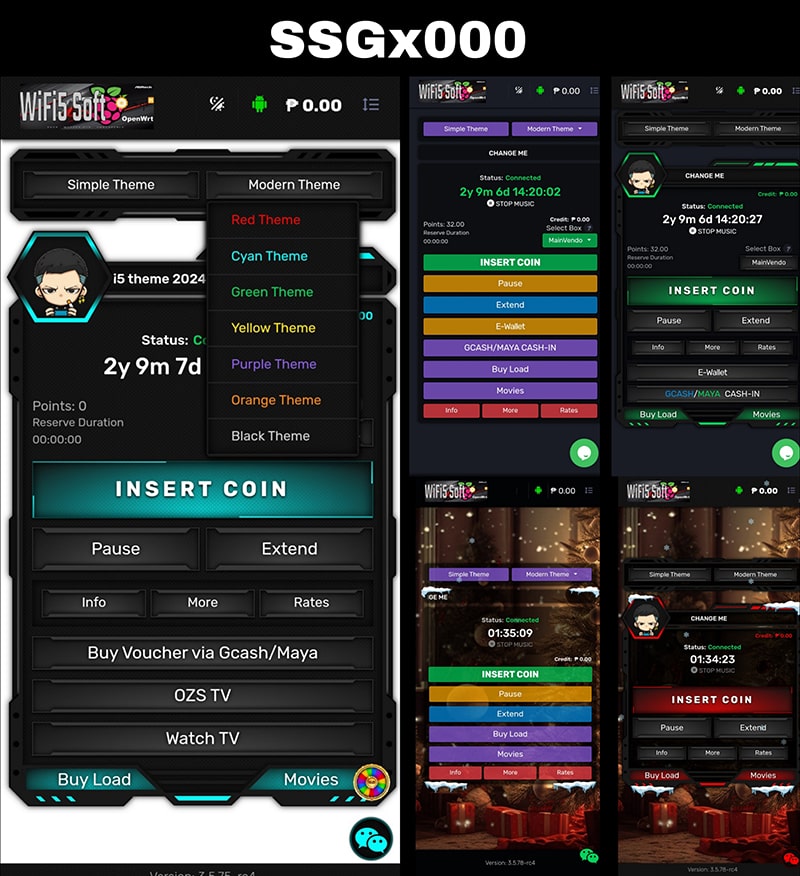 SSGx000
WiFi5 Soft
OpenWrt
₱ 0.00
Simple Theme
Modern Theme
Red Theme
Cyan Theme
Green Theme
Yellow Theme
Purple Theme
Orange Theme
Black Theme
i5 theme 2024
00
Status: Co
2y 9m 7d
Points: 0
Reserve Duration
00:00:00
INSERT COIN
Pause
Extend
Info
More
Rates
Buy Voucher via Gcash/Maya
OZS TV
Watch TV
Buy Load
Movies
Version: 3.5.75-rc4
WiFi5 Soft
₱ 0.00
Simple Theme
Modern Theme
CHANGE ME
Status: Connected
2y 9m 6d 14:20:02
STOP MUSIC
Credit: ₱ 0.00
Points: 32.00
Select Box ?
Reserve Duration
00:00:00
MainVendo
INSERT COIN
Pause
Extend
E-Wallet
GCASH/MAYA CASH-IN
Buy Load
Movies
Info
More
Rates
WiFi5 Soft
₱ 0.00
Simple Theme
Modern Theme
CHANGE ME
Credit: ₱ 0.00
Status: Connected
2y 9m 6d 14:20:27
STOP MUSIC
Points: 32.00
Select Box ?
Reserve Duration
00:00:00
MainVendo
INSERT COIN
Pause
Extend
Info
More
Rates
E-Wallet
GCASH/MAYA CASH-IN
Buy Load
Movies
WiFi5 Soft
₱ 0.00
Simple Theme
Modern Theme
GE ME
Status: Connected
01:35:09
STOP MUSIC
Credit: ₱ 0.00
INSERT COIN
Pause
Extend
Buy Load
Movies
Info
More
Rates
Version: 3.5.78-rc4
WiFi5 Soft
₱ 0.00
Simple Theme
Modern Theme
CHANGE ME
Credit: ₱ 0.00
Status: Connected
01:34:23
STOP MUSIC
INSERT COIN
Pause
Extend
Info
More
Rates
Buy Load
Movies
Version: 3.5.78-rc4